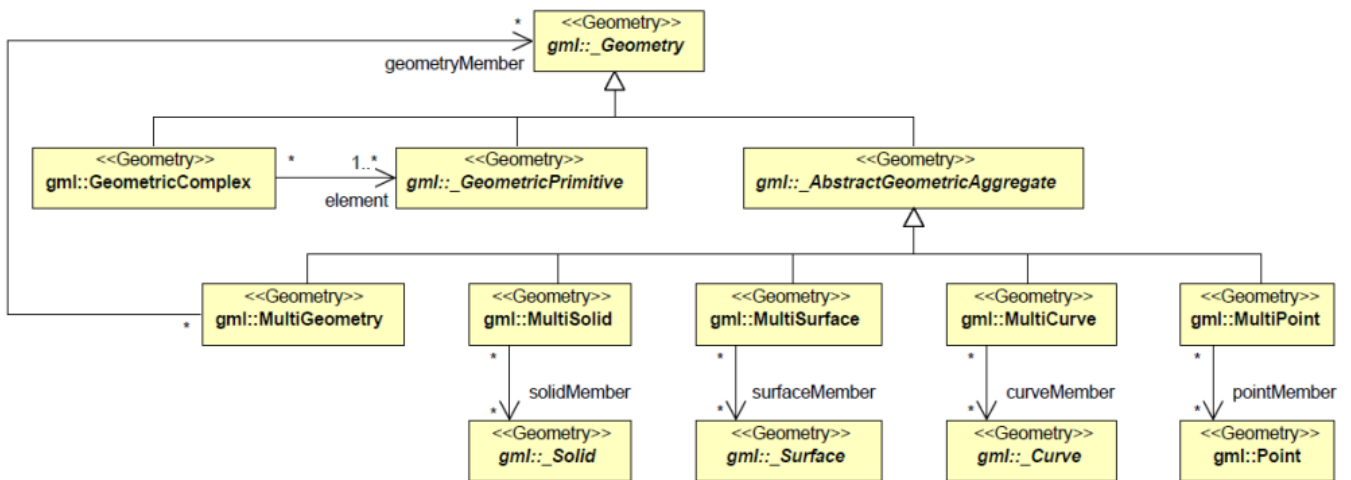 *
<<Geometry>>
gml::_Geometry
geometryMember
<<Geometry>>
gml::GeometricComplex
*
1..*
element
<<Geometry>>
gml::_GeometricPrimitive
<<Geometry>>
gml::_AbstractGeometricAggregate
*
<<Geometry>>
gml::MultiGeometry
<<Geometry>>
gml::MultiSolid
<<Geometry>>
gml::MultiSurface
<<Geometry>>
gml::MultiCurve
<<Geometry>>
gml::MultiPoint
*
solidMember
*
*
surfaceMember
*
*
curveMember
*
*
pointMember
*
<<Geometry>>
gml::_Solid
<<Geometry>>
gml::_Surface
<<Geometry>>
gml::_Curve
<<Geometry>>
gml::Point